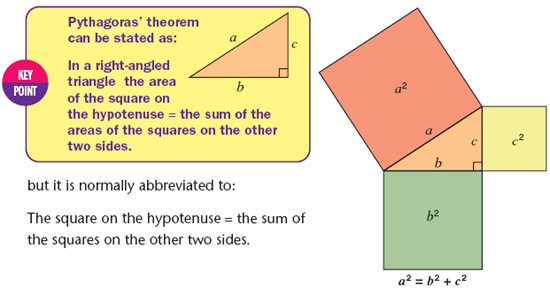 Pythagoras' theorem
can be stated as:
a
c
b
In a right-angled
triangle the area
of the square on
the hypotenuse = the sum of the
areas of the squares on the other
two sides.
KEY
POINT
but it is normally abbreviated to:
The square on the hypotenuse = the sum of
the squares on the other two sides.
a²
a
c
b
c²
b²
a² = b² + c²